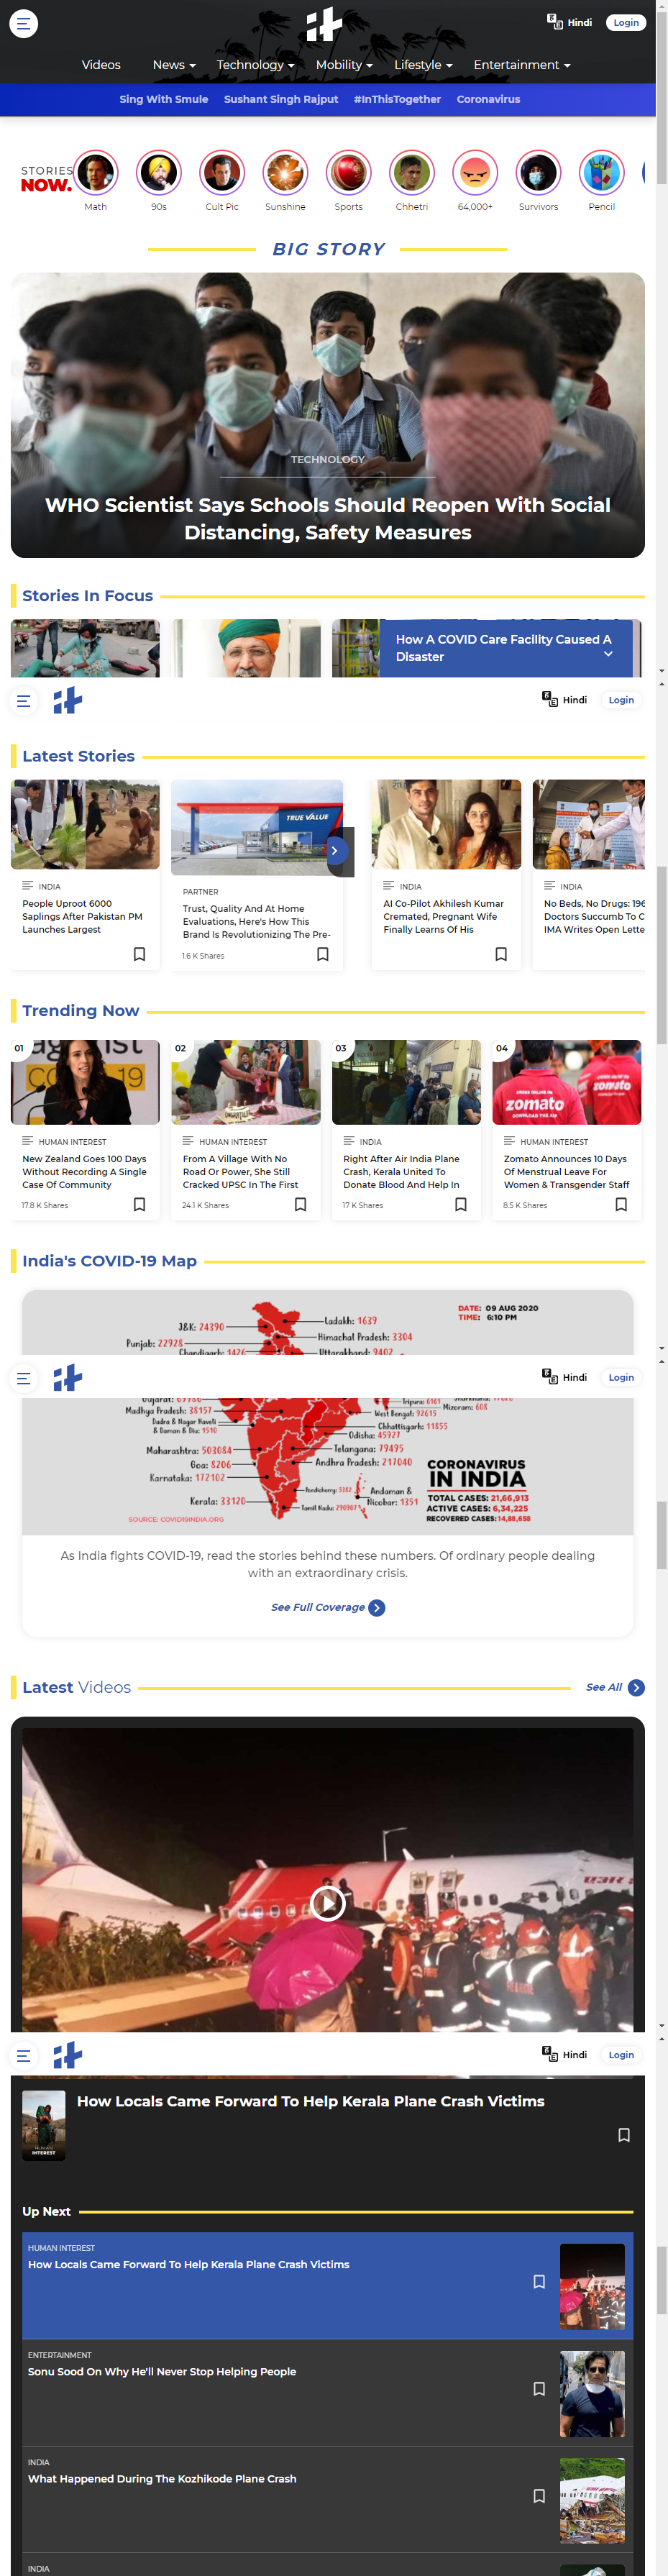 Hindi
Login
Videos
News
Technology
Mobility
Lifestyle
Entertainment
Sing With Smule
Sushant Singh Rajput
#InThisTogether
Coronavirus
STORIES
NOW.
Math
90s
Cult Pic
Sunshine
Sports
Chhetri
64,000+
Survivors
Pencil
BIG STORY
TECHNOLOGY
WHO Scientist Says Schools Should Reopen With Social
Distancing, Safety Measures
Stories In Focus
How A COVID Care Facility Caused A
Disaster
Hindi
Login
Latest Stories
TRUE VALUE
INDIA
People Uproot 6000
Saplings After Pakistan PM
Launches Largest
PARTNER
Trust, Quality And At Home
Evaluations, Here's How This
Brand Is Revolutionizing The Pre-
1.6 K Shares
INDIA
AI Co-Pilot Akhilesh Kumar
Cremated, Pregnant Wife
Finally Learns Of His
INDIA
No Beds, No Drugs: 196
Doctors Succumb To C
IMA Writes Open Lette
Trending Now
01
02
03
04
zomato
zomato
HUMAN INTEREST
New Zealand Goes 100 Days
Without Recording A Single
Case Of Community
17.8 K Shares
HUMAN INTEREST
From A Village With No
Road Or Power, She Still
Cracked UPSC In The First
24.1 K Shares
INDIA
Right After Air India Plane
Crash, Kerala United To
Donate Blood And Help In
17 K Shares
HUMAN INTEREST
Zomato Announces 10 Days
Of Menstrual Leave For
Women & Transgender Staff
8.5 K Shares
India's COVID-19 Map
DATE: 09 AUG 2020
TIME: 6:10 PM
J&K: 24390
Ladakh: 1639
Punjab: 22928
Himachal Pradesh: 3304
Chandigarh: 1426
Uttarakhand: 9402
Hindi
Login
Madhya Pradesh: 38157
Dadra & Nagar Haveli
& Daman & Diu: 1510
Maharashtra: 503084
Goa: 8206
Karnataka: 172102
Kerala: 33120
Mizoram: 608
West Bengal: 92615
Chhattisgarh: 11855
Odisha: 45927
Telangana: 79495
Andhra Pradesh: 217040
Pondicherry: 5382
Andaman &
Nicobar: 1351
Tamil Nadu: 290907
CORONAVIRUS
IN INDIA
TOTAL CASES: 21,66,913
ACTIVE CASES: 6,34,225
RECOVERED CASES: 14,88,658
SOURCE: COVID19INDIA.ORG
As India fights COVID-19, read the stories behind these numbers. Of ordinary people dealing
with an extraordinary crisis.
See Full Coverage
Latest Videos
See All
Hindi
Login
HUMAN
INTEREST
How Locals Came Forward To Help Kerala Plane Crash Victims
Up Next
HUMAN INTEREST
How Locals Came Forward To Help Kerala Plane Crash Victims
ENTERTAINMENT
Sonu Sood On Why He'll Never Stop Helping People
INDIA
What Happened During The Kozhikode Plane Crash
INDIA